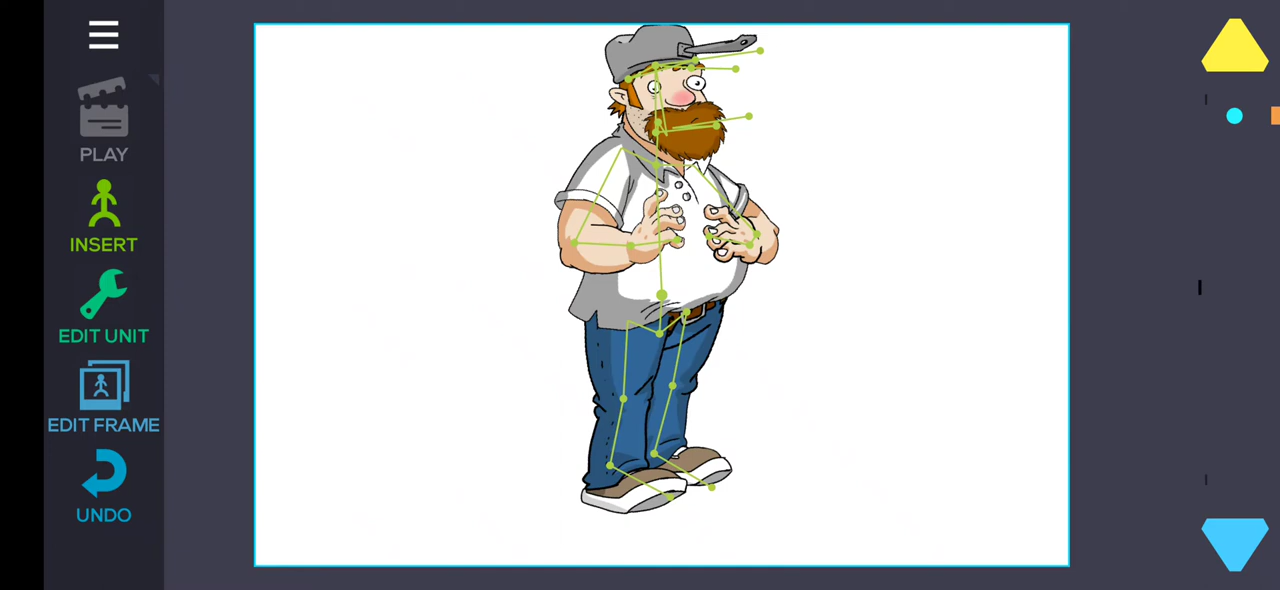 PLAY
INSERT
EDIT UNIT
EDIT FRAME
UNDO